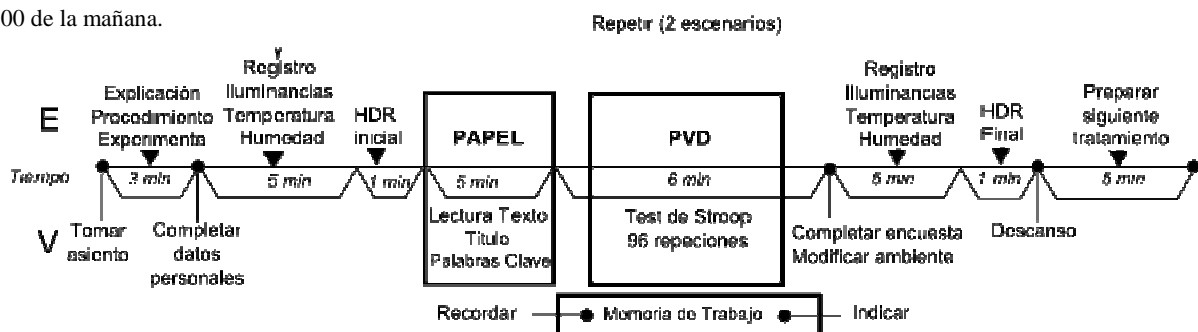 00 de la mañana.
Repetir (2 escenarios)
Explicación
Procedimiento
Experimento
Registro
Iluminancias
Temperatura
Humedad
HDR
inicial
PAPEL
PVD
Registro
Iluminancias
Temperatura
Humedad
HDR
Final
Preparar
siguiente
tratamiento
E
Tiempo
3 min
5 min
1 min
5 min
6 min
5 min
1 min
5 min
V
Tomar
asiento
Completar
datos
personales
Lectura Texto
Titulo
Palabras Clave
Test de Stroop
96 repeciones
Completar encuesta
Modificar ambiente
Descanso
Recordar
Memoria de Trabajo
Indicar